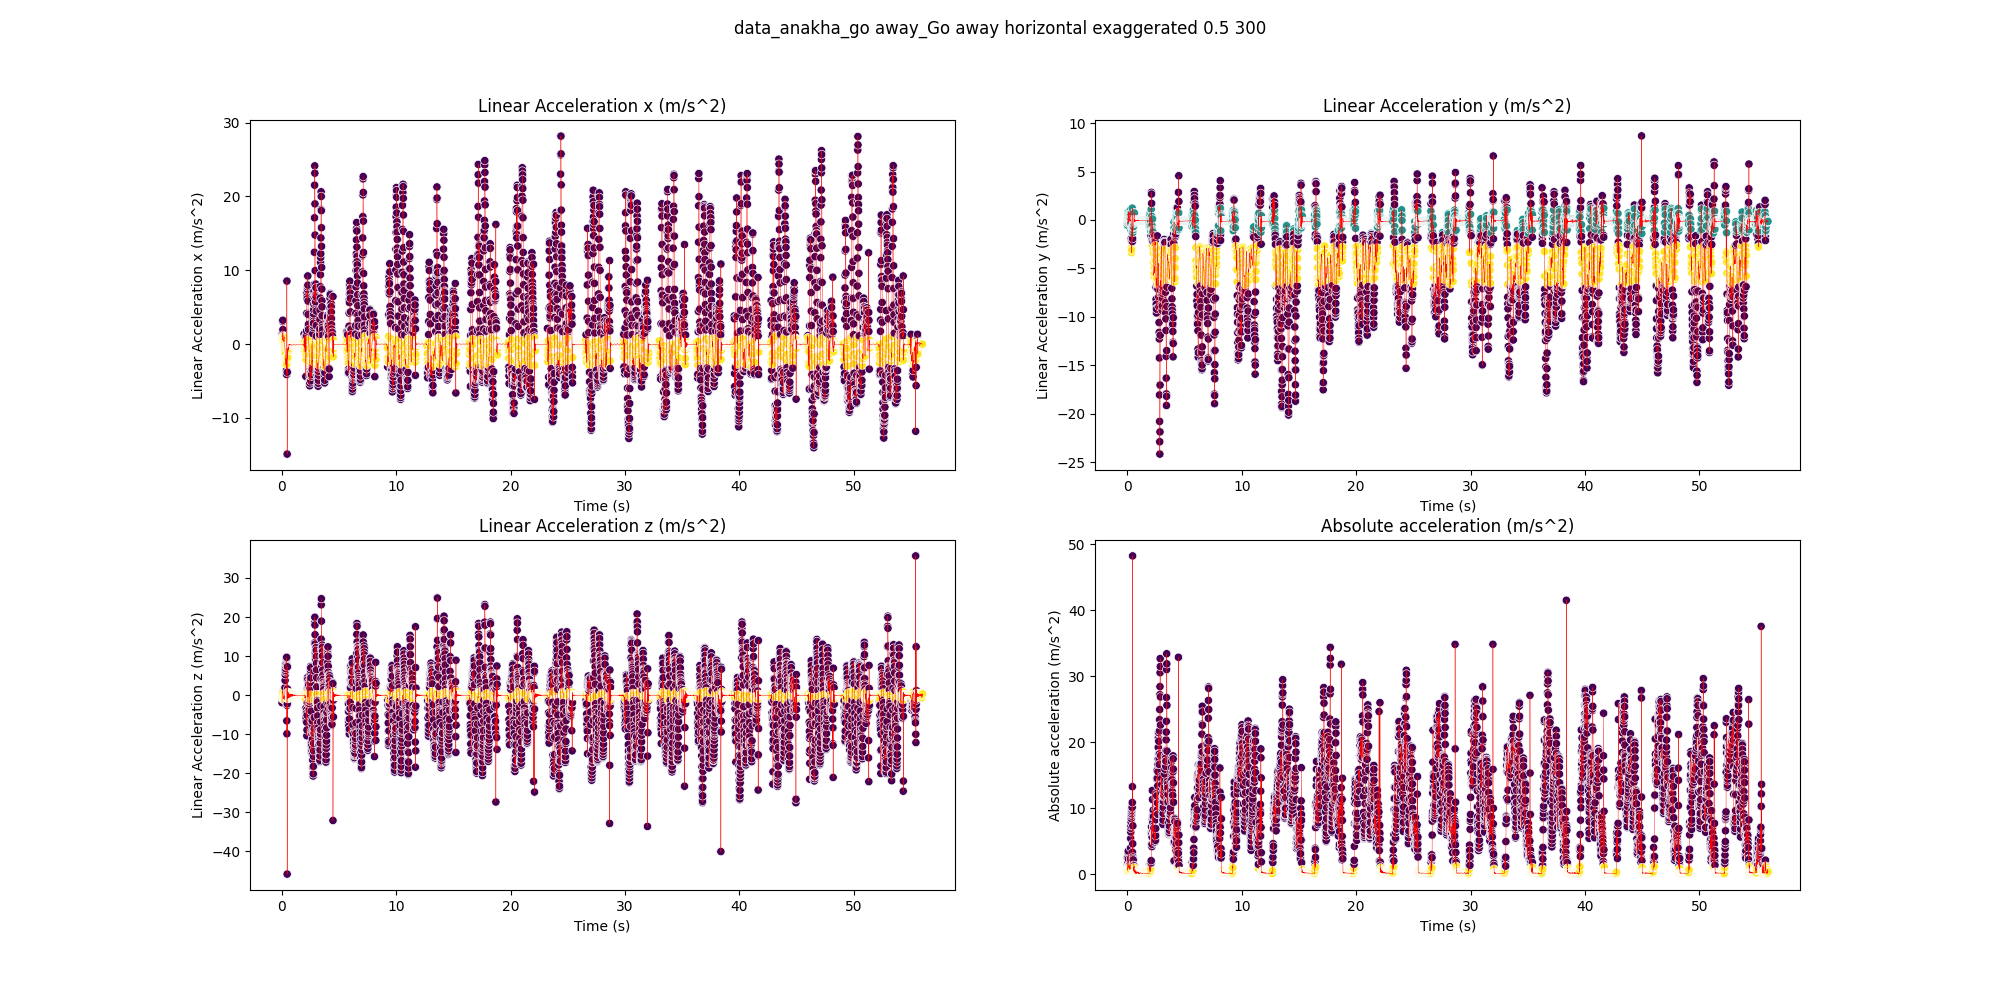 data_anakha_go away_Go away horizontal exaggerated 0.5 300
Linear Acceleration x (m/s^2)
Linear Acceleration x (m/s^2)
30
20
10
0
−10
0 10 20 30 40 50
Time (s)
Linear Acceleration y (m/s^2)
Linear Acceleration y (m/s^2)
10
5
0
−5
−10
−15
−20
−25
0 10 20 30 40 50
Time (s)
Linear Acceleration z (m/s^2)
Linear Acceleration z (m/s^2)
30
20
10
0
−10
−20
−30
−40
0 10 20 30 40 50
Time (s)
Absolute acceleration (m/s^2)
Absolute acceleration (m/s^2)
50
40
30
20
10
0
0 10 20 30 40 50
Time (s)